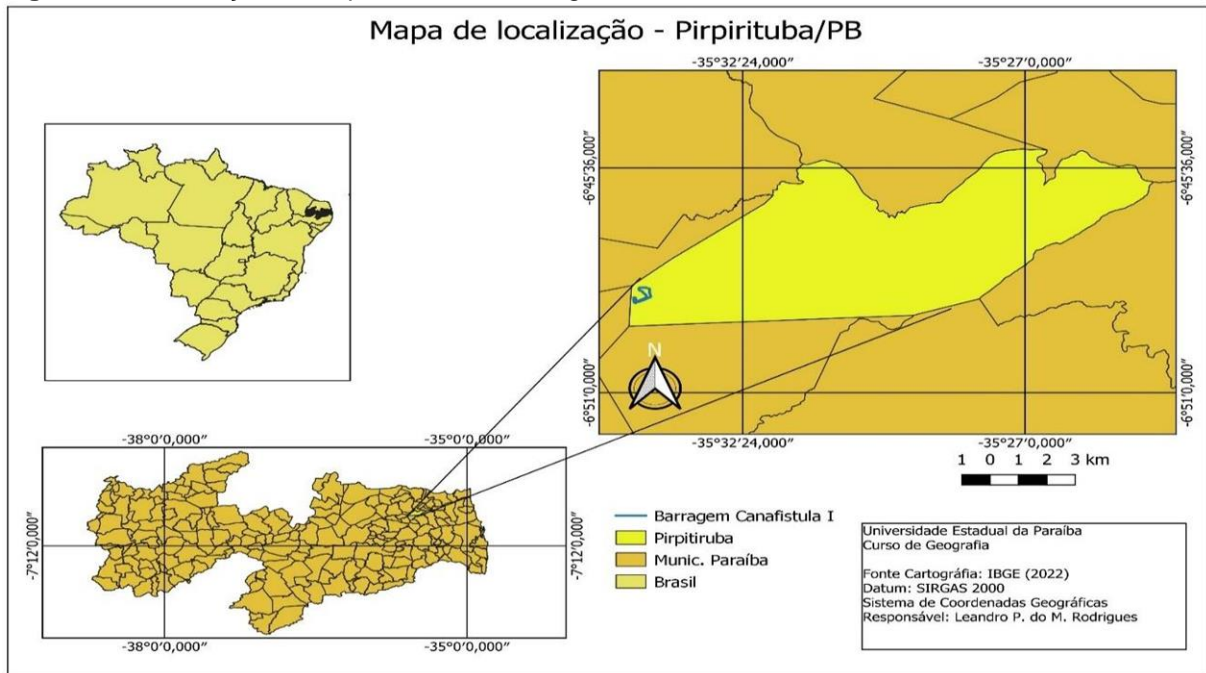 Mapa de localização - Pirpirituba/PB
-35°32'24,000″
-35°27'0,000″
-6°45'36,000″
-6°45'36,000″
-6°51'0,000″
-6°51'0,000″
N
-35°32'24,000″
-35°27'0,000″
1 0 1 2 3 km
-38°0'0,000″
-35°0'0,000″
-7°12'0,000″
-7°12'0,000″
-38°0'0,000″
-35°0'0,000″
Barragem Canafistula I
Pirpitiruba
Munic. Paraíba
Brasil
Universidade Estadual da Paraíba
Curso de Geografia
Fonte Cartográfia: IBGE (2022)
Datum: SIRGAS 2000
Sistema de Coordenadas Geográficas
Responsável: Leandro P. do M. Rodrigues